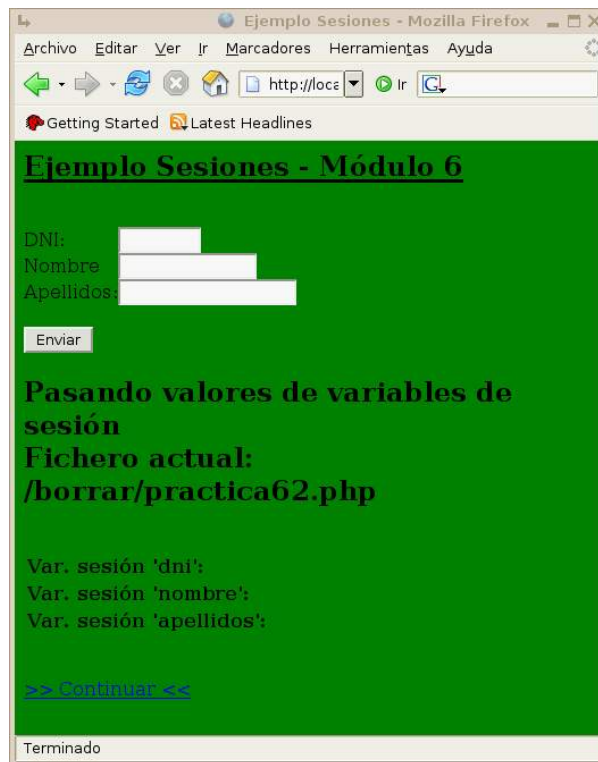 Ejemplo Sesiones - Mozilla Firefox
Archivo Editar Ver Ir Marcadores Herramientas Ayuda
http://loca Ir G
Getting Started Latest Headlines
Ejemplo Sesiones - Módulo 6
DNI:
Nombre
Apellidos:
Enviar
Pasando valores de variables de
sesión
Fichero actual:
/borrar/practica62.php
Var. sesión 'dni':
Var. sesión 'nombre':
Var. sesión 'apellidos':
>> Continuar <<
Terminado